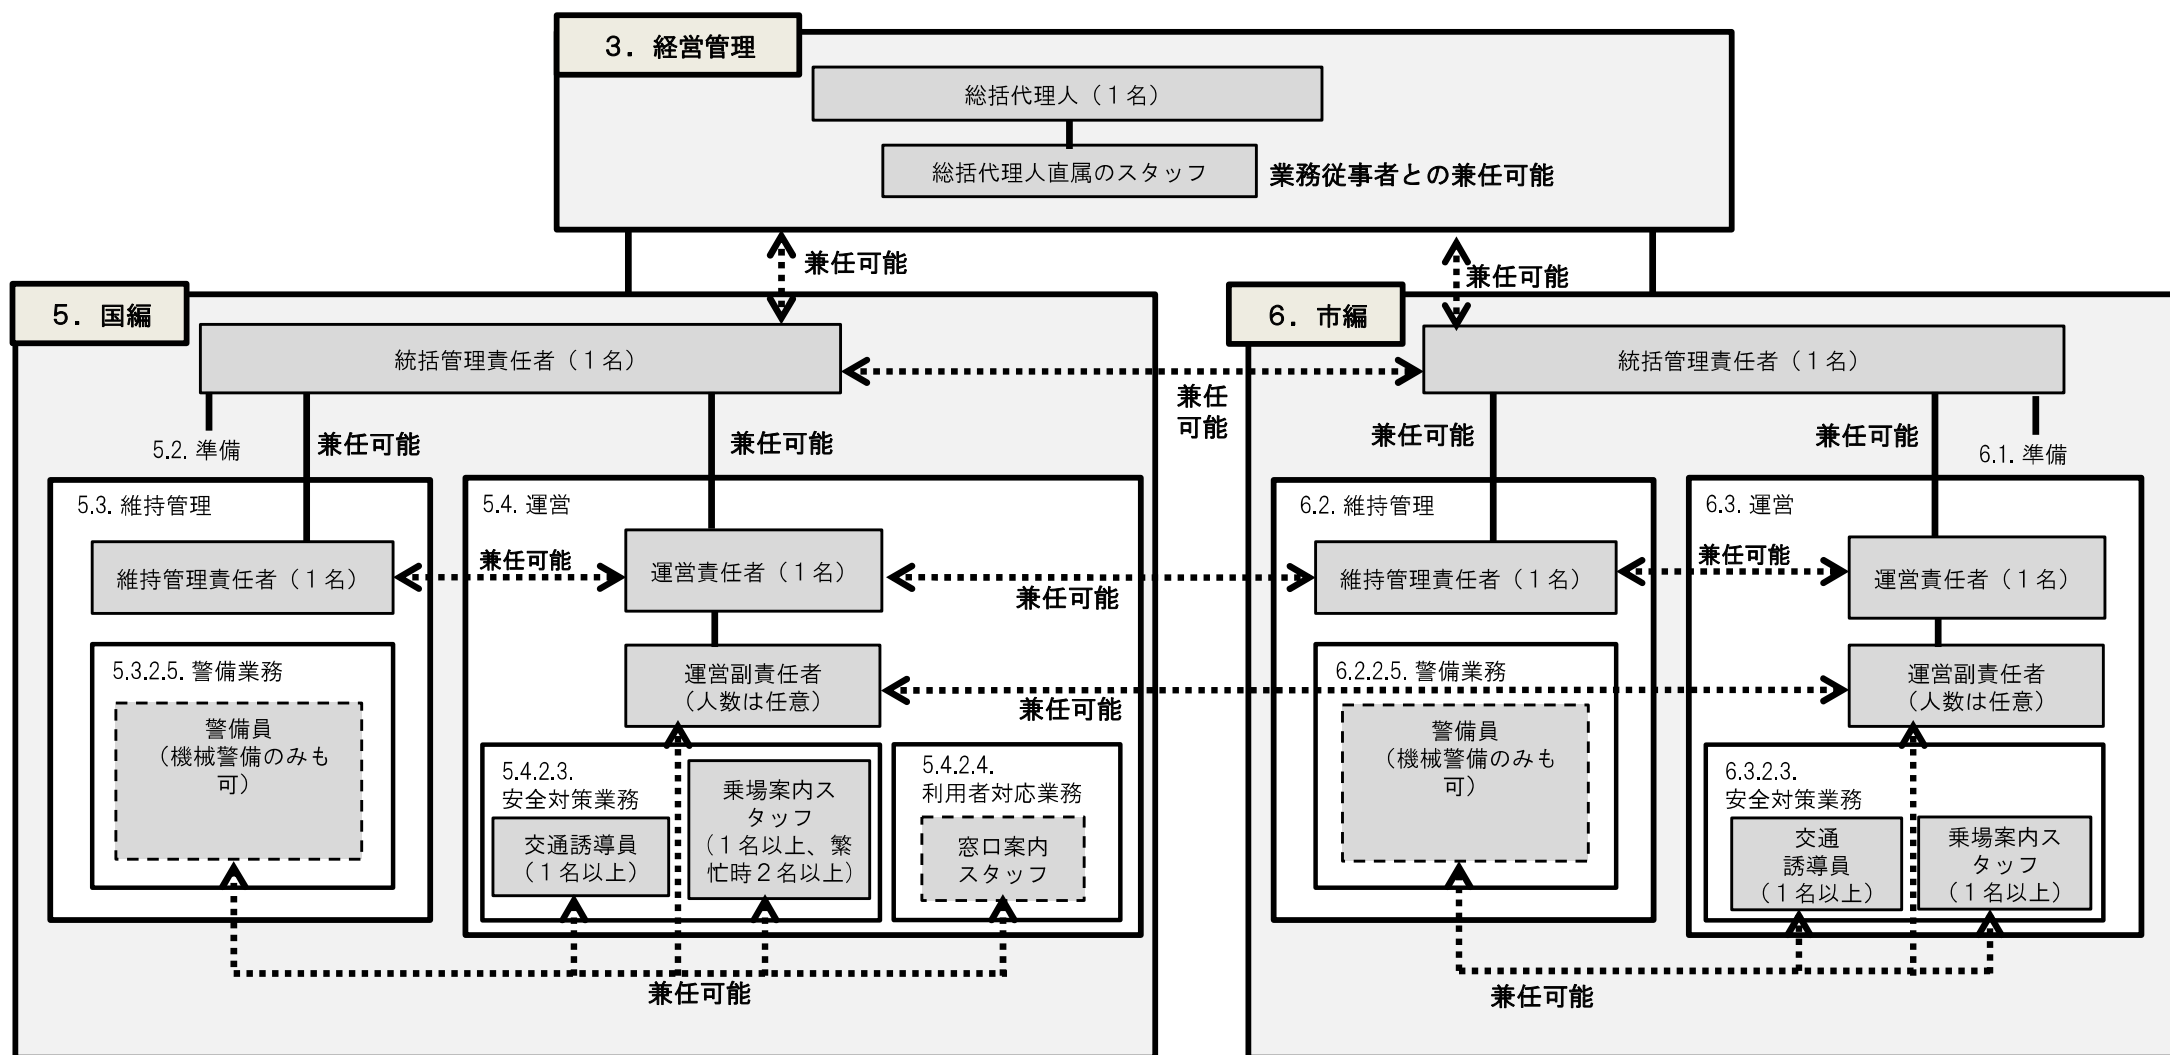 ３．経営管理
総括代理人（１名）
総括代理人直属のスタッフ
業務従事者との兼任可能
兼任可能
兼任可能
５．国編
統括管理責任者（１名）
兼任
可能
5.2. 準備
兼任可能
兼任可能
5.3. 維持管理
維持管理責任者（１名）
兼任可能
5.3.2.5. 警備業務
警備員
（機械警備のみも
可）
5.4. 運営
運営責任者（１名）
兼任可能
運営副責任者
（人数は任意）
兼任可能
5.4.2.3.
安全対策業務
交通誘導員
（１名以上）
乗場案内ス
タッフ
（１名以上、繁
忙時２名以上）
5.4.2.4.
利用者対応業務
窓口案内
スタッフ
兼任可能
６．市編
統括管理責任者（１名）
兼任可能
兼任可能
6.1. 準備
6.2. 維持管理
維持管理責任者（１名）
兼任可能
6.2.2.5. 警備業務
警備員
（機械警備のみも
可）
6.3. 運営
運営責任者（１名）
運営副責任者
（人数は任意）
6.3.2.3.
安全対策業務
交通
誘導員
（１名以上）
乗場案内ス
タッフ
（１名以上）
兼任可能